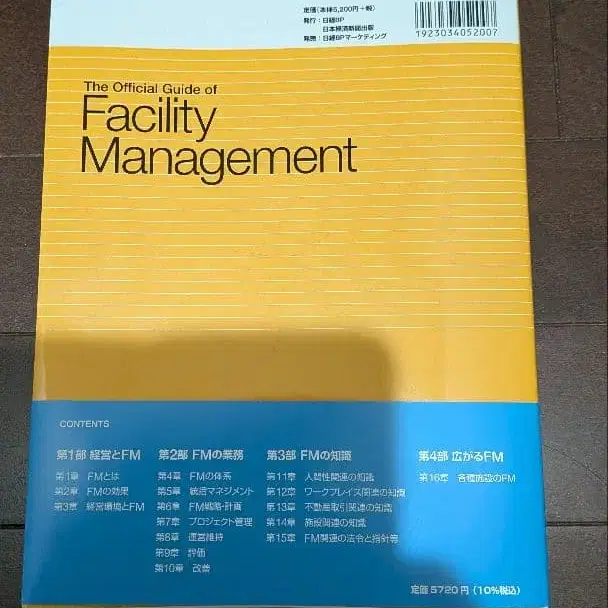 定価(本体5,200円+税)
発行:日経BP
日本経済新聞出版
発売:日経BPマーケティング
1923034052007
The Official Guide of
Facility
Management
CONTENTS
第1部 経営とFM
第1章 FMとは
第2章 FMの効果
第3章 経営環境とFM
第2部 FMの業務
第4章 FMの体系
第5章 統括マネジメント
第6章 FM戦略・計画
第7章 プロジェクト管理
第8章 運営維持
第9章 評価
第10章 改善
第3部 FMの知識
第11章 人間性関連の知識
第12章 ワークプレイス関連の知識
第13章 不動産取引関連の知識
第14章 施設関連の知識
第15章 FM関連の法令と指針等
第4部 広がるFM
第16章 各種施設のFM
定価5720円(10%税込)